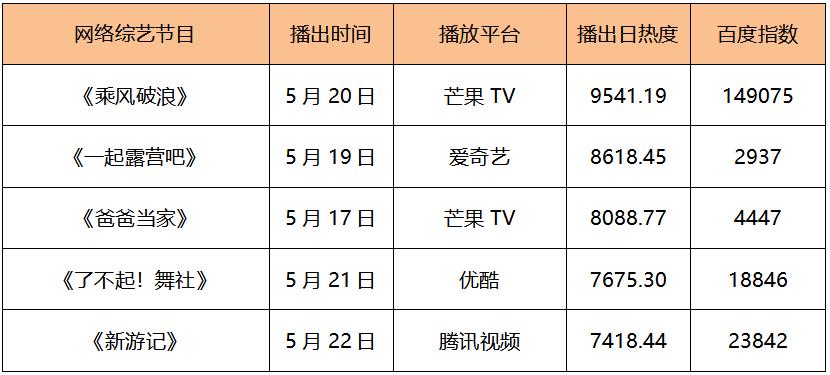 网络综艺节目 播出时间 播放平台 播出日热度 百度指数
《乘风破浪》 5 月 20 日 芒果 TV 9541.19 149075
《一起露营吧》 5 月 19 日 爱奇艺 8618.45 2937
《爸爸当家》 5 月 17 日 芒果 TV 8088.77 4447
《了不起！舞社》 5 月 21 日 优酷 7675.30 18846
《新游记》 5 月 22 日 腾讯视频 7418.44 23842